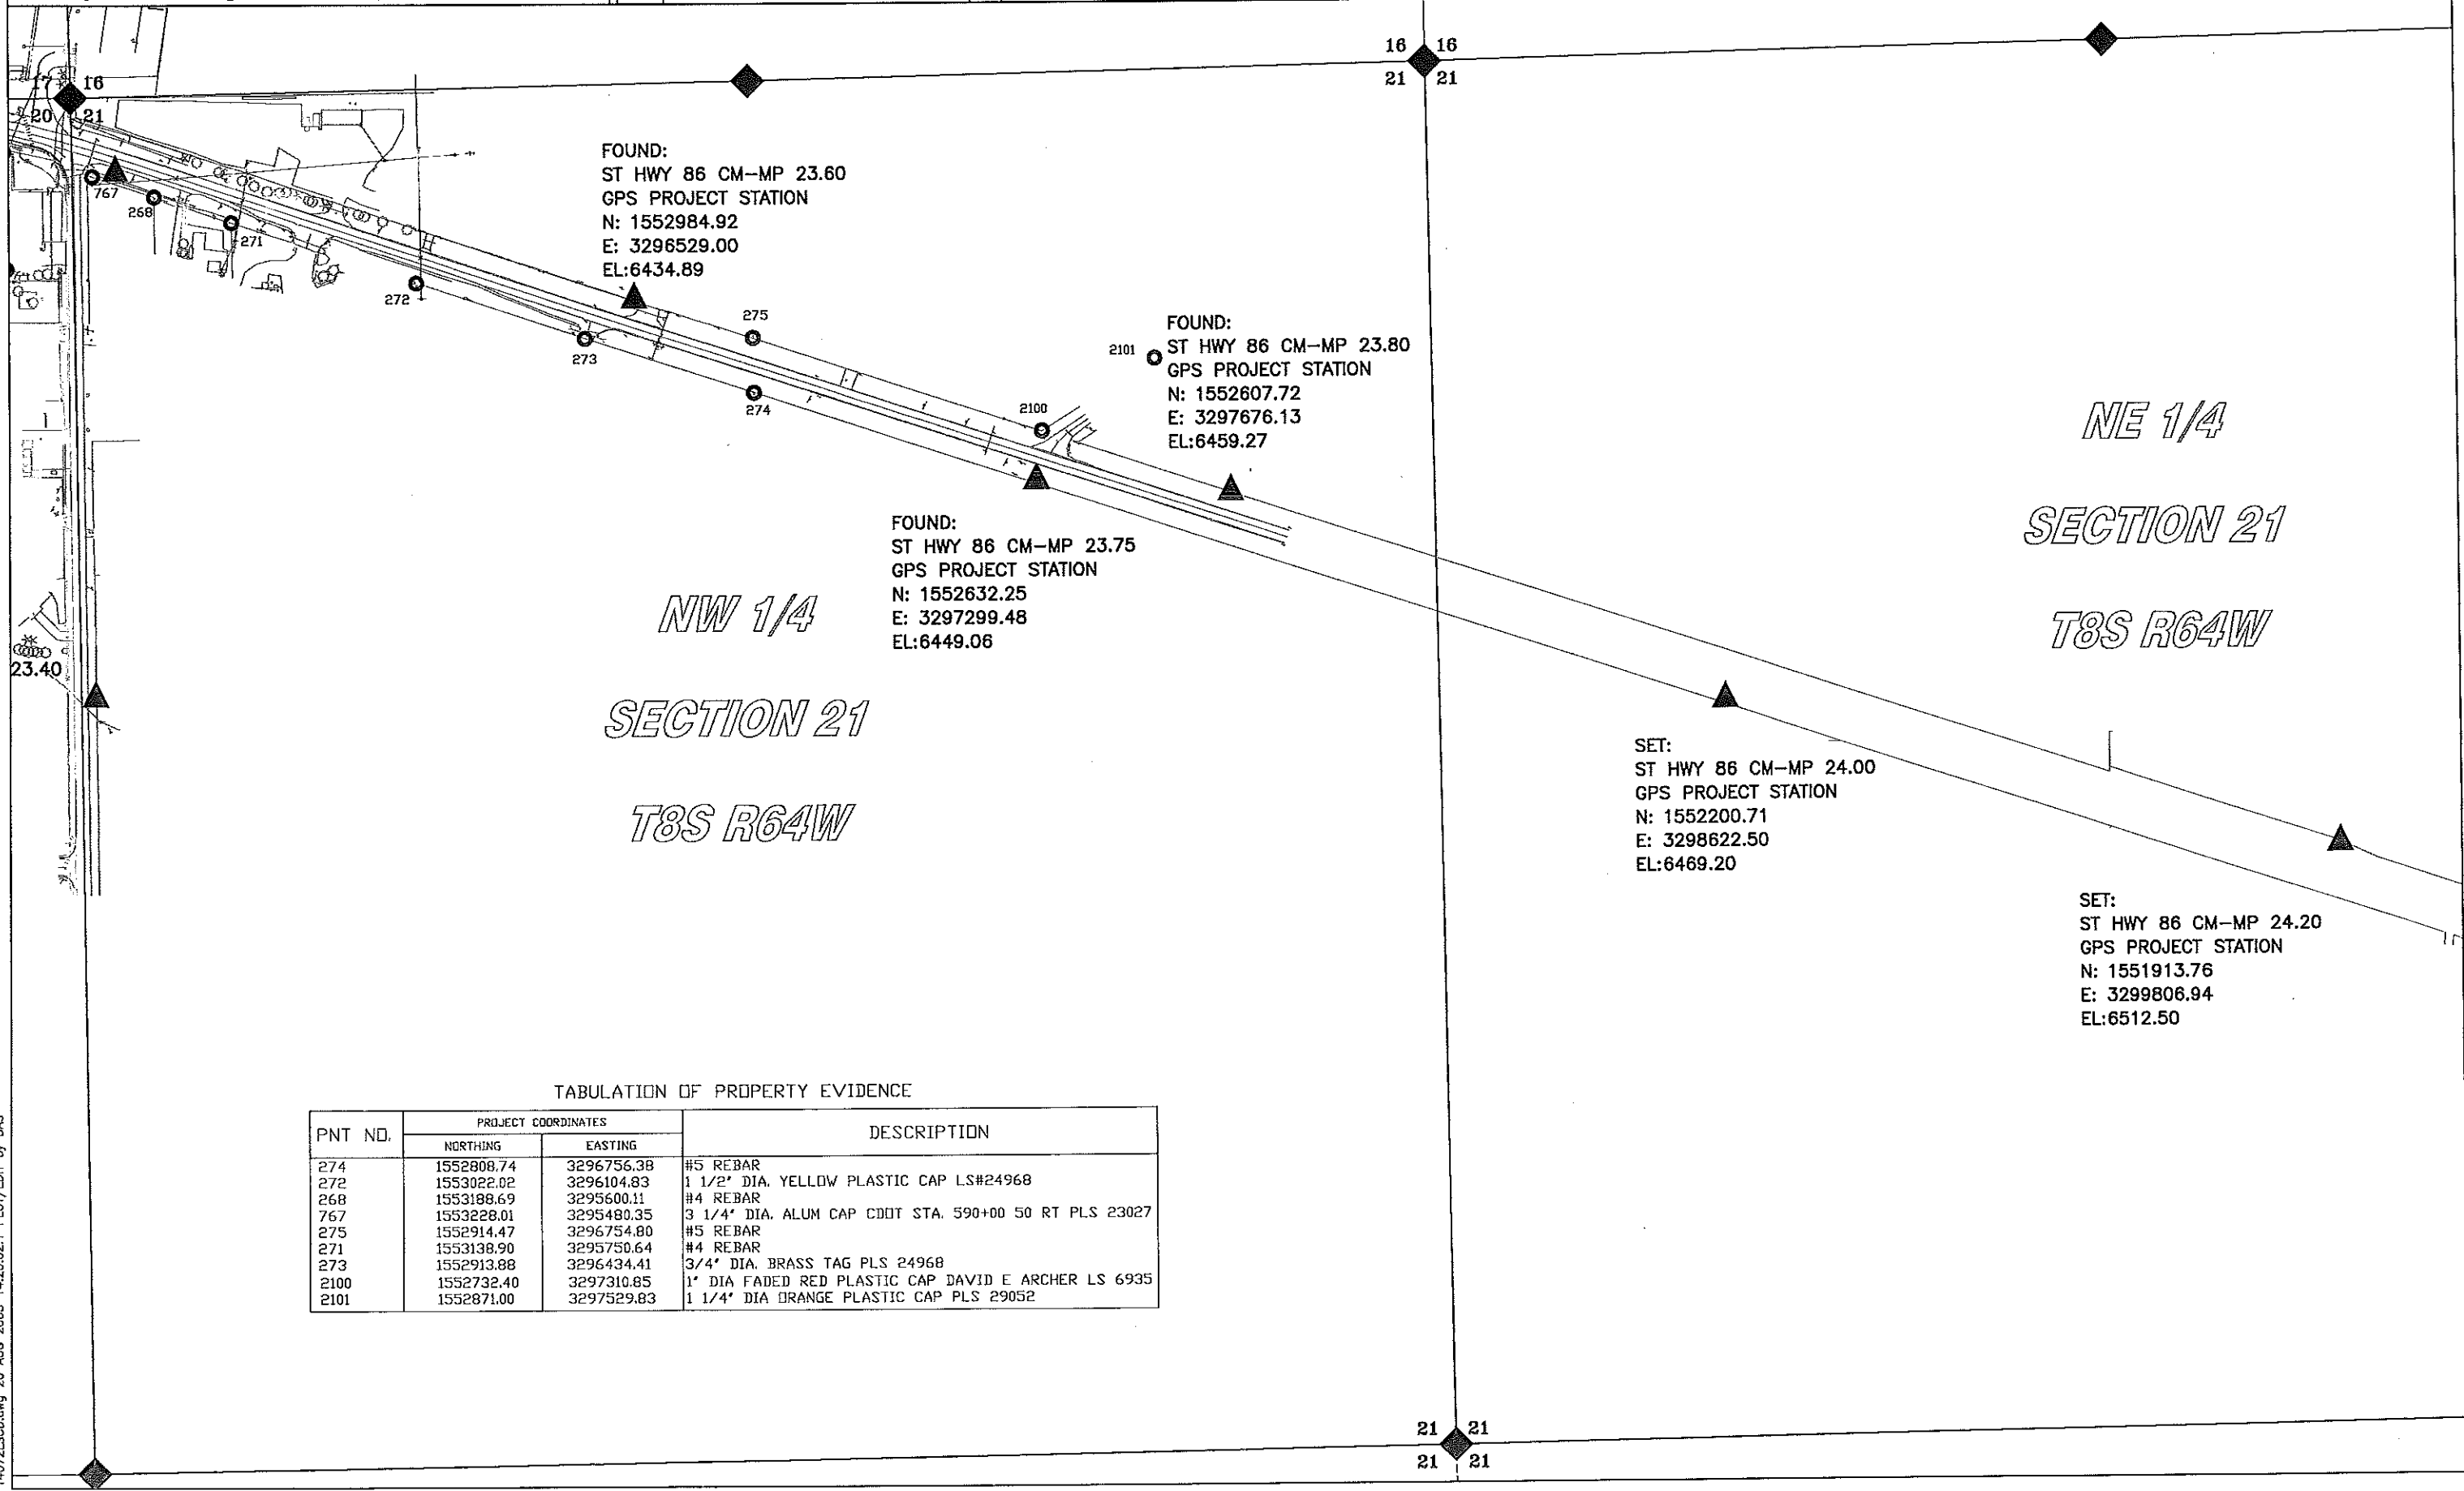 16 16
21 21
17 16
20 21
FOUND:
ST HWY 86 CM-MP 23.60
GPS PROJECT STATION
N: 1552984.92
E: 3296529.00
EL:6434.89
767
268
271
272
273
275
274
2100
2101
FOUND:
ST HWY 86 CM-MP 23.80
GPS PROJECT STATION
N: 1552607.72
E: 3297676.13
EL:6459.27
FOUND:
ST HWY 86 CM-MP 23.75
GPS PROJECT STATION
N: 1552632.25
E: 3297299.48
EL:6449.06
NE 1/4
SECTION 21
T8S R64W
NW 1/4
SECTION 21
T8S R64W
23.40
SET:
ST HWY 86 CM-MP 24.00
GPS PROJECT STATION
N: 1552200.71
E: 3298622.50
EL:6469.20
SET:
ST HWY 86 CM-MP 24.20
GPS PROJECT STATION
N: 1551913.76
E: 3299806.94
EL:6512.50
TABULATION OF PROPERTY EVIDENCE
PNT NO. PROJECT COORDINATES DESCRIPTION
NORTHING EASTING
274 1552808.74 3296756.38 #5 REBAR
272 1553022.02 3296104.83 1 1/2" DIA. YELLOW PLASTIC CAP LS#24968
268 1553188.69 3295600.11 #4 REBAR
767 1553228.01 3295480.35 3 1/4" DIA. ALUM CAP CDOT STA. 590+00 50 RT PLS 23027
275 1552914.47 3296754.80 #5 REBAR
271 1553138.90 3295750.64 #4 REBAR
273 1552913.88 3296434.41 3/4" DIA. BRASS TAG PLS 24968
2100 1552732.40 3297310.85 1" DIA FADED RED PLASTIC CAP DAVID E ARCHER LS 6935
2101 1552871.00 3297529.83 1 1/4" DIA ORANGE PLASTIC CAP PLS 29052
21 21
21 21